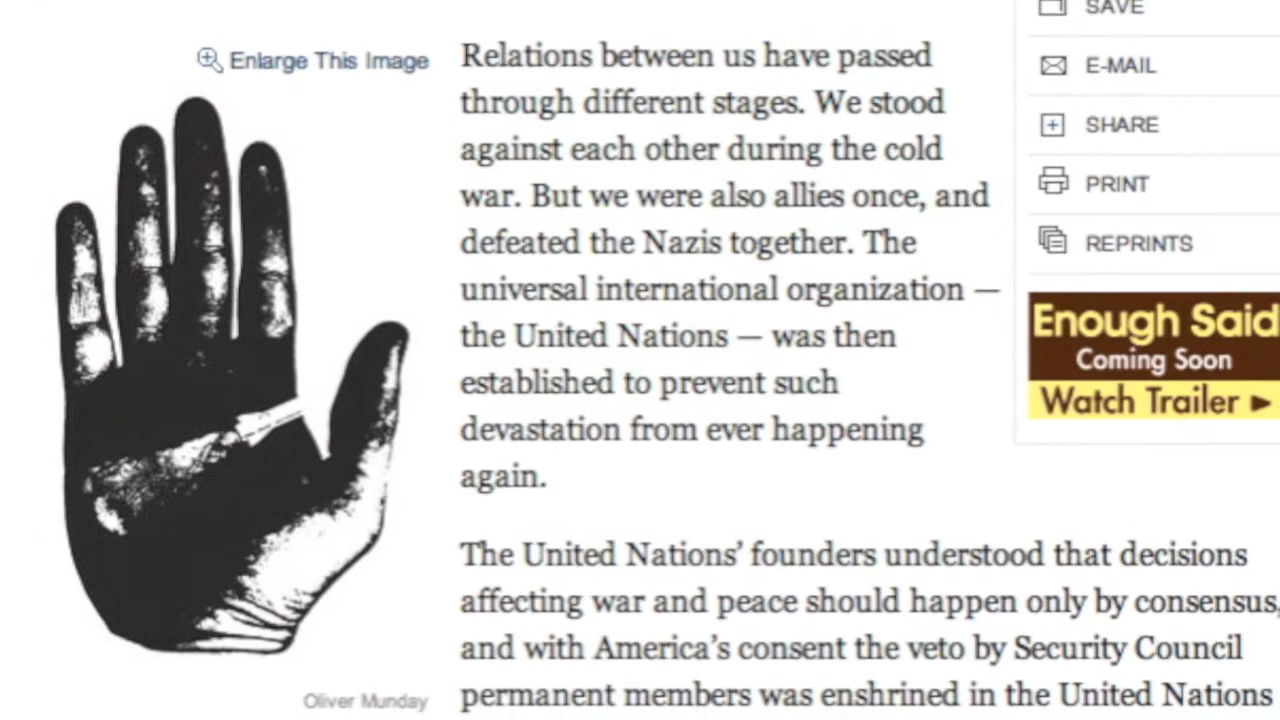 Enlarge This Image
Relations between us have passed
through different stages. We stood
against each other during the cold
war. But we were also allies once, and
defeated the Nazis together. The
universal international organization —
the United Nations — was then
established to prevent such
devastation from ever happening
again.
The United Nations’ founders understood that decisions
affecting war and peace should happen only by consensus,
and with America’s consent the veto by Security Council
permanent members was enshrined in the United Nations
Oliver Munday
SAVE
E-MAIL
SHARE
PRINT
REPRINTS
Enough Said
Coming Soon
Watch Trailer ►